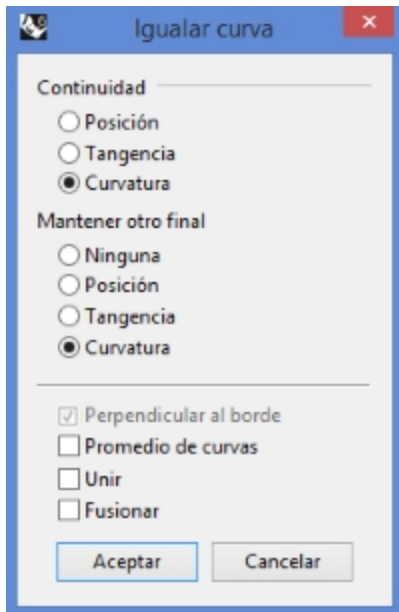 Igualar curva
Continuidad
Posición
Tangencia
Curvatura
Mantener otro final
Ninguna
Posición
Tangencia
Curvatura
Perpendicular al borde
Promedio de curvas
Unir
Fusionar
Aceptar Cancelar